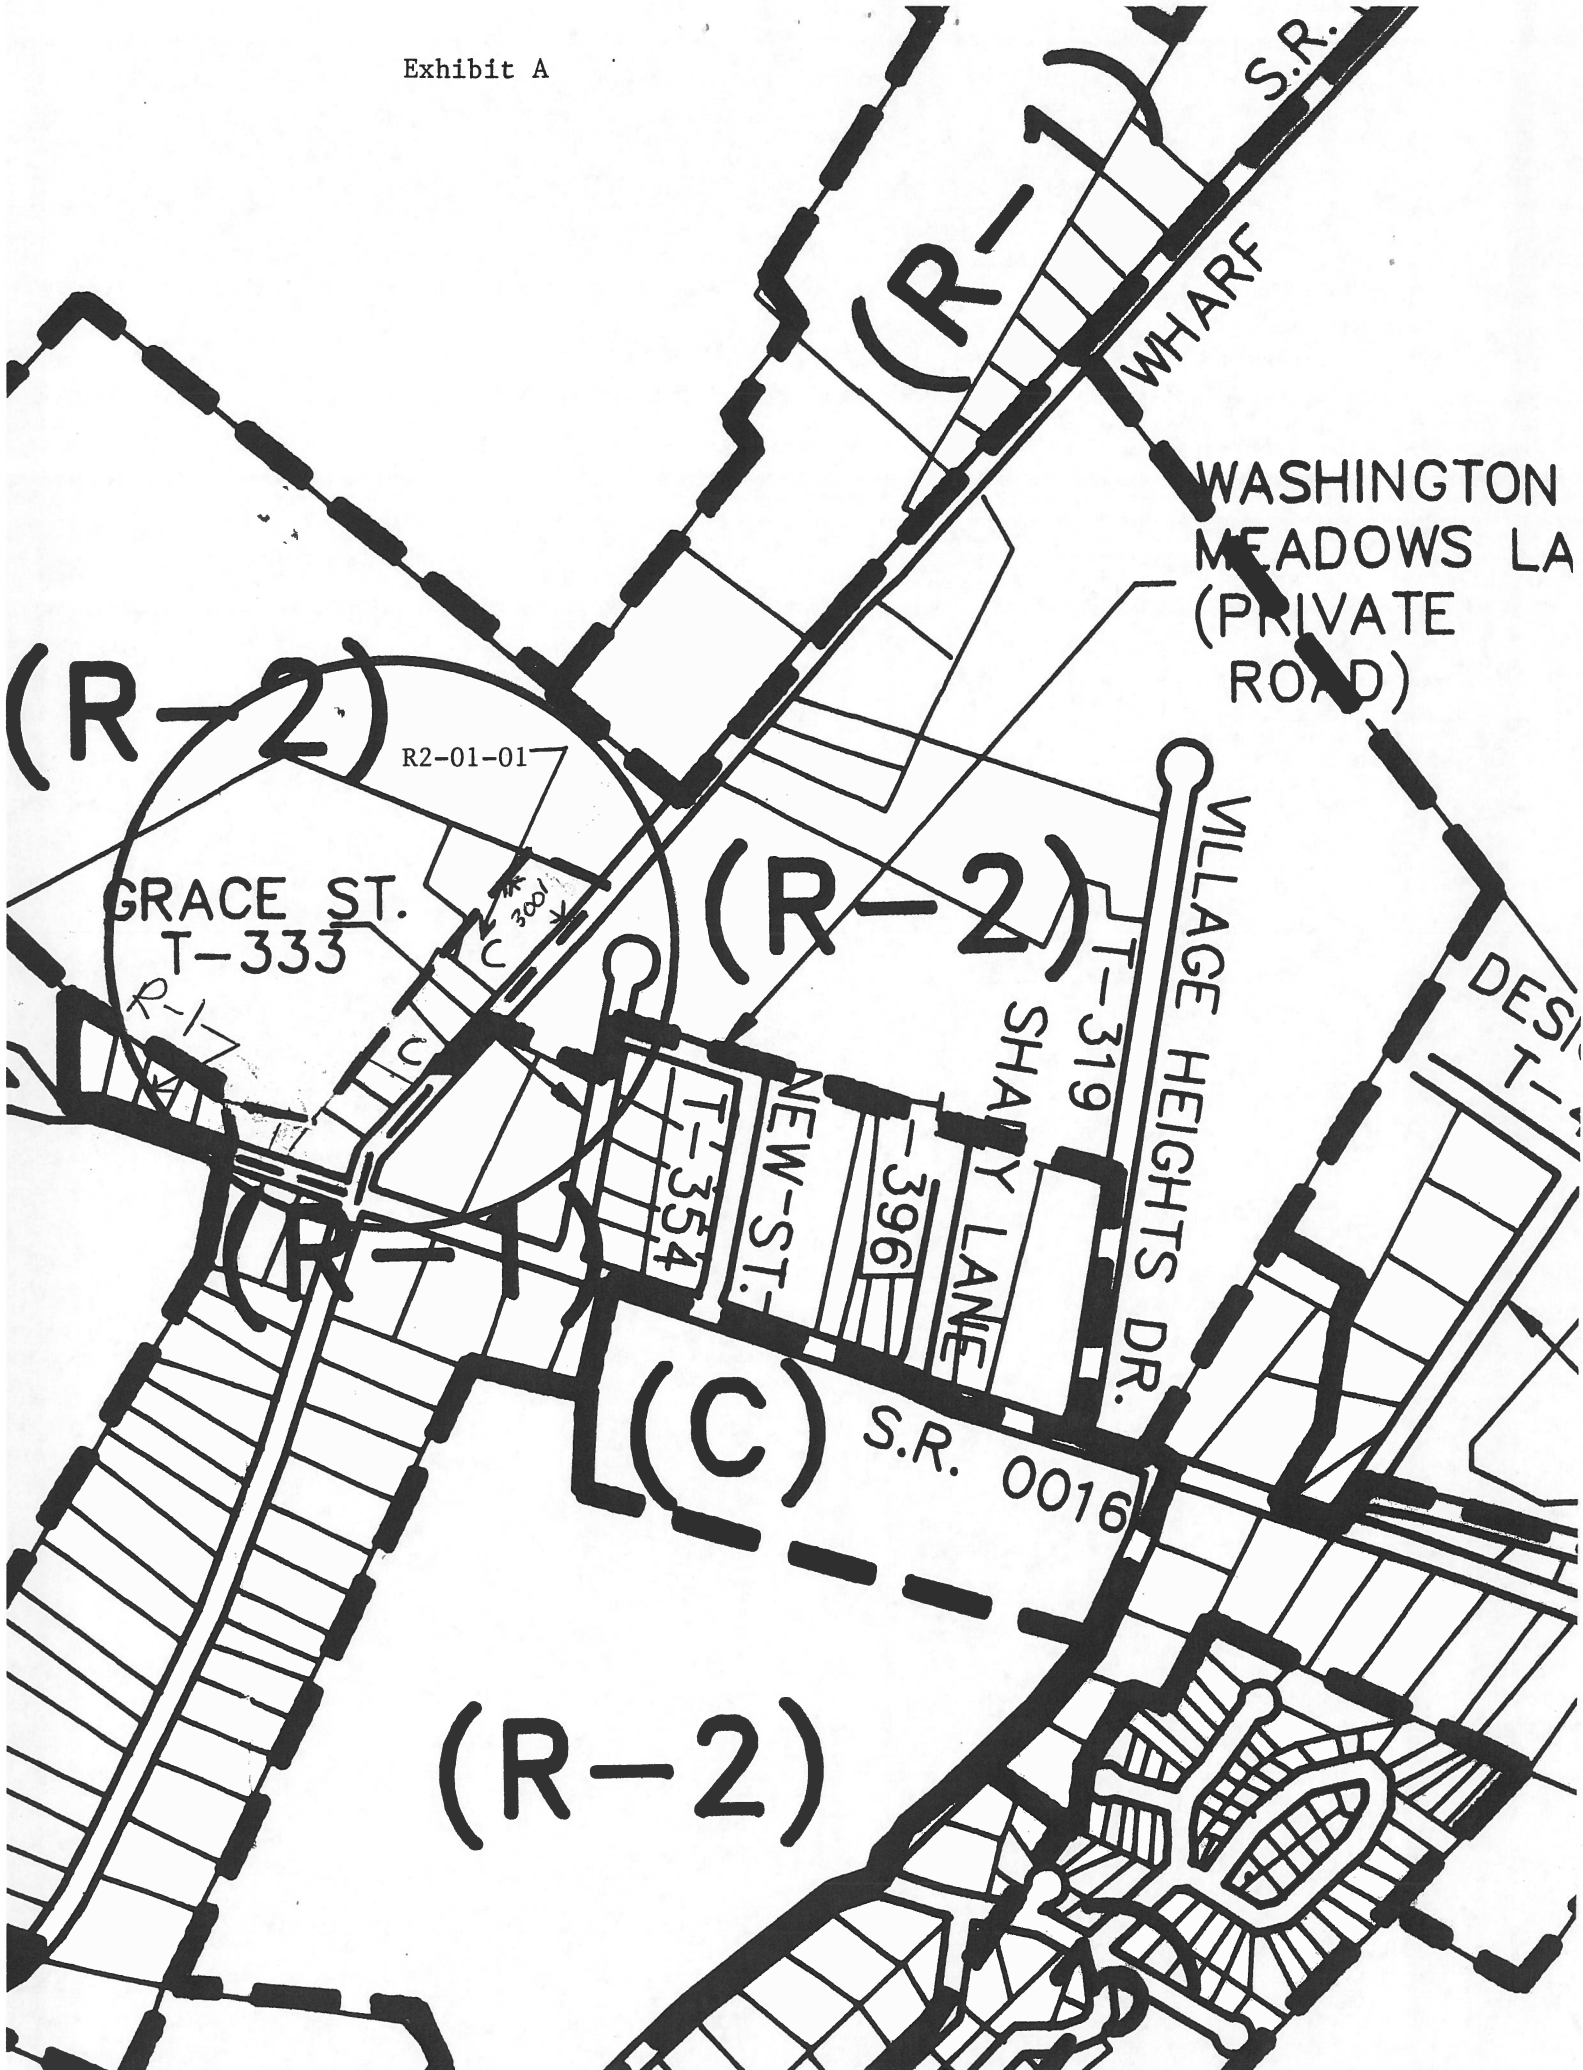 Exhibit A
(R-1)
S.R.
WHARF
WASHINGTON
MEADOWS LA
(PRIVATE
ROAD)
(R-2)
R2-01-01
GRACE ST.
T-333
3001
C
R-1
C
(R-2)
VILLAGE HEIGHTS DR.
T-319
SHADY LANE
T-354
NEW-ST.
-396
DESI
T-
(R-1)
(C)
S.R. 0016
(R-2)